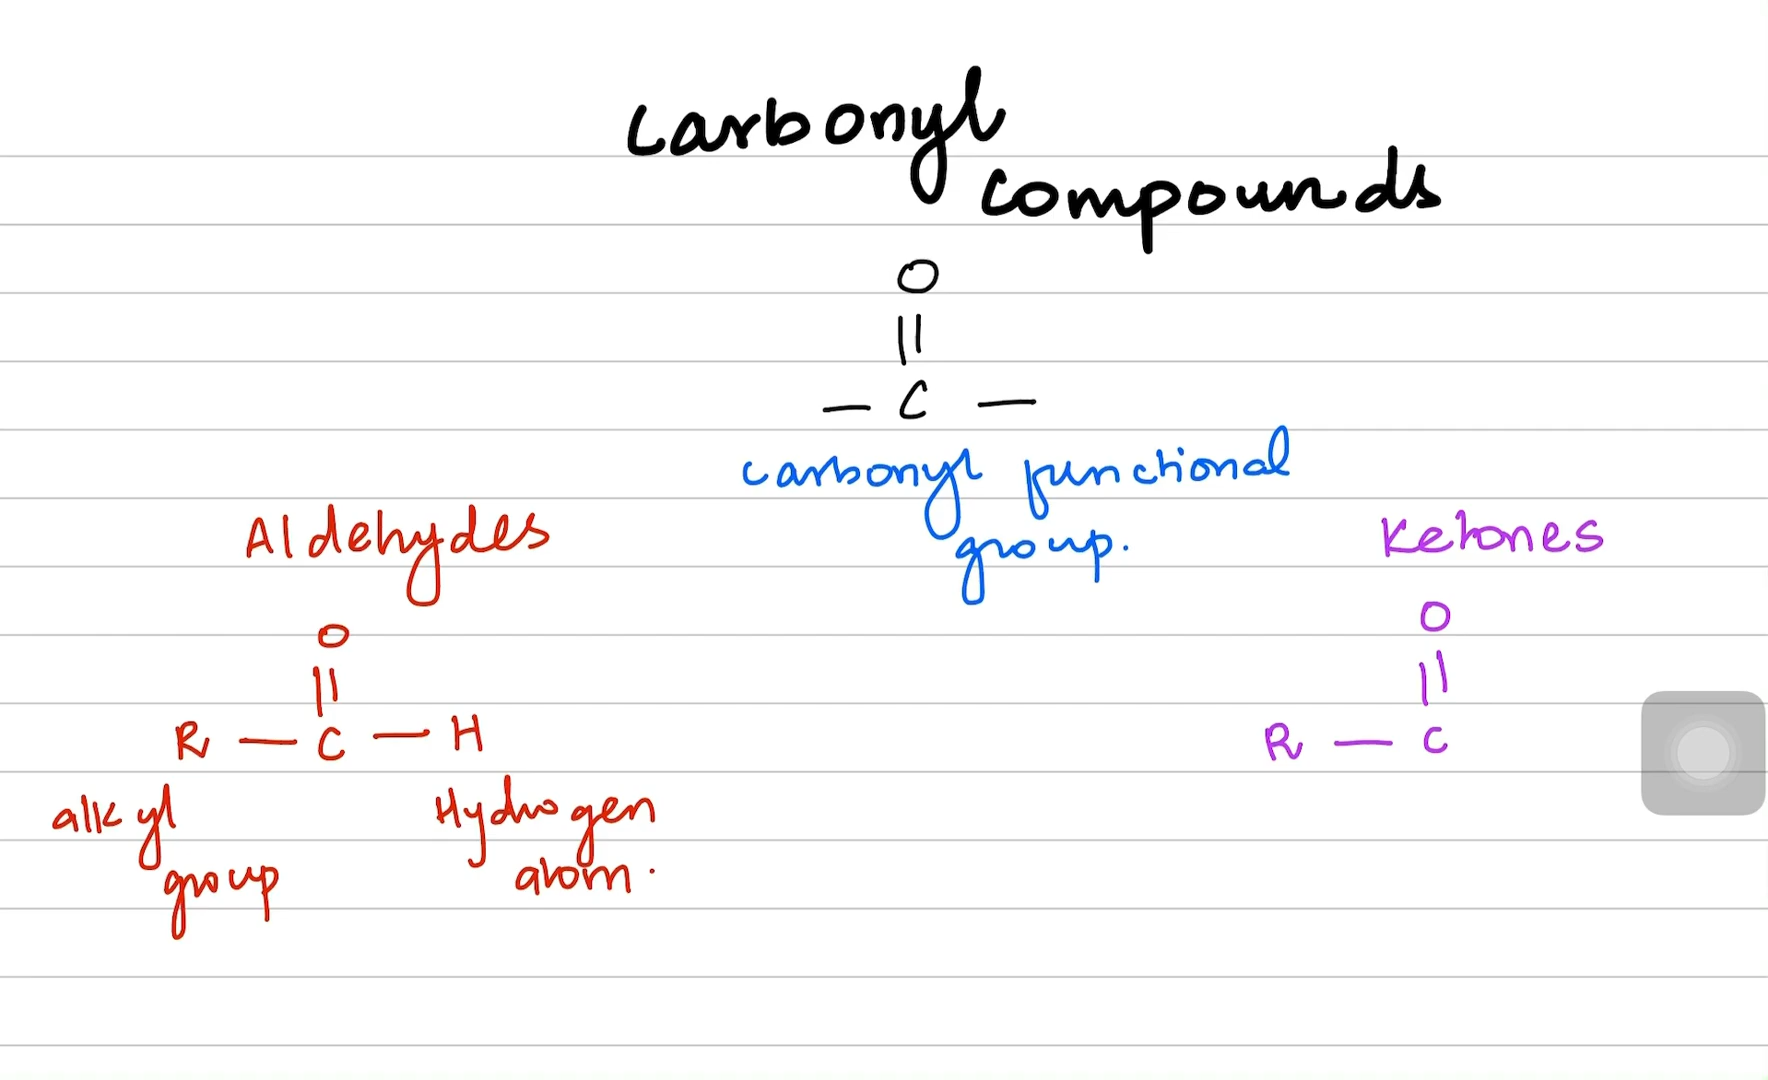 Carbonyl
Compounds
O
||
— C —
carbonyl functional
group.
Aldehydes
O
||
R — C — H
alkyl
group
Hydrogen
atom.
Ketones
O
||
R — C